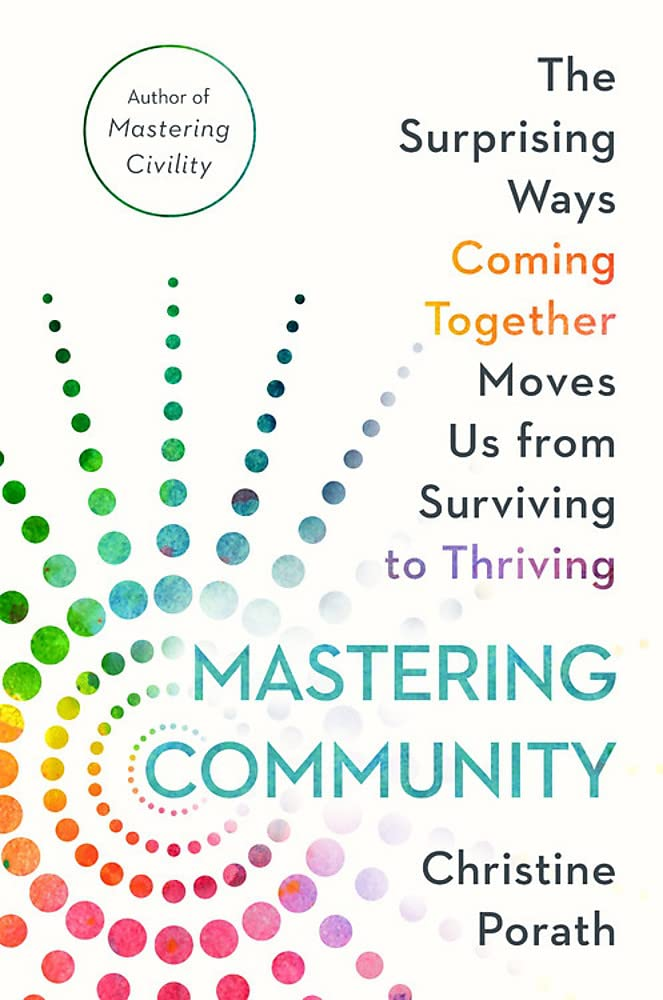 Author of
Mastering
Civility
The
Surprising
Ways
Coming
Together
Moves
Us from
Surviving
to Thriving
MASTERING
COMMUNITY
Christine
Porath